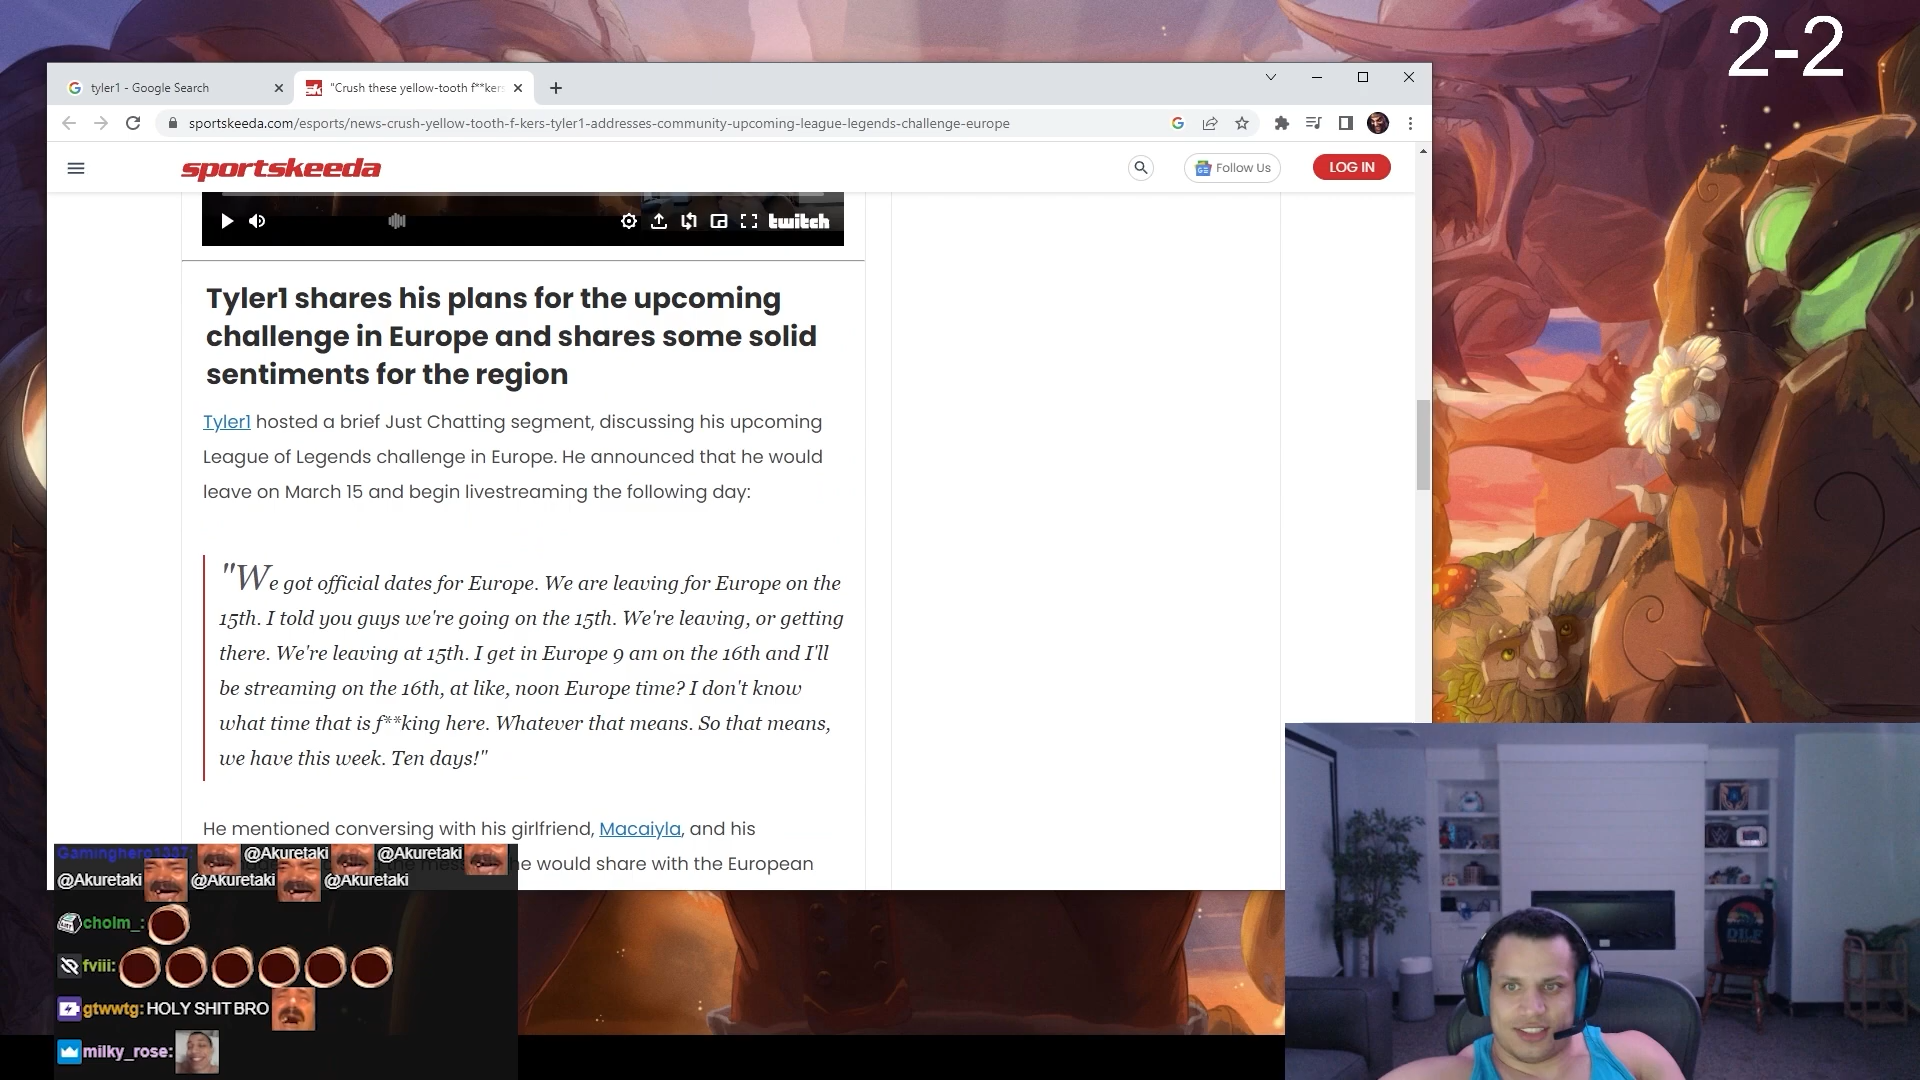 2-2
tyler1 - Google Search
"Crush these yellow-tooth f**kers
sportskeeda.com/esports/news-crush-yellow-tooth-f-kers-tyler1-addresses-community-upcoming-league-legends-challenge-europe
sportskeeda
Follow Us
LOG IN
twitch
Tyler1 shares his plans for the upcoming
challenge in Europe and shares some solid
sentiments for the region
Tyler1 hosted a brief Just Chatting segment, discussing his upcoming
League of Legends challenge in Europe. He announced that he would
leave on March 15 and begin livestreaming the following day:
"We got official dates for Europe. We are leaving for Europe on the
15th. I told you guys we're going on the 15th. We're leaving, or getting
there. We're leaving at 15th. I get in Europe 9 am on the 16th and I'll
be streaming on the 16th, at like, noon Europe time? I don't know
what time that is f**king here. Whatever that means. So that means,
we have this week. Ten days!"
He mentioned conversing with his girlfriend, Macaiyla, and his
he would share with the European
Gaminghero1337: @Akuretaki @Akuretaki
@Akuretaki @Akuretaki @Akuretaki
cholm_:
fviii:
gtwwtg: HOLY SHIT BRO
milky_rose: